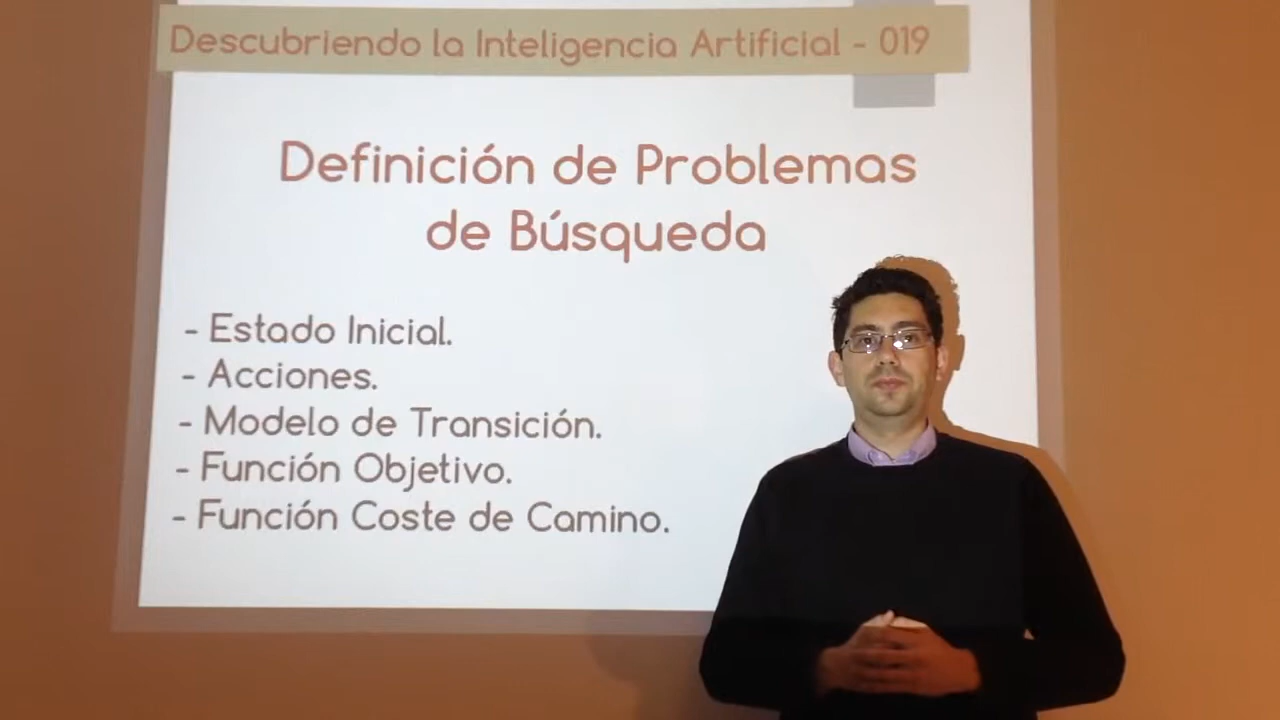 Descubriendo la Inteligencia Artificial - 019
Definición de Problemas
de Búsqueda
- Estado Inicial.
- Acciones.
- Modelo de Transición.
- Función Objetivo.
- Función Coste de Camino.